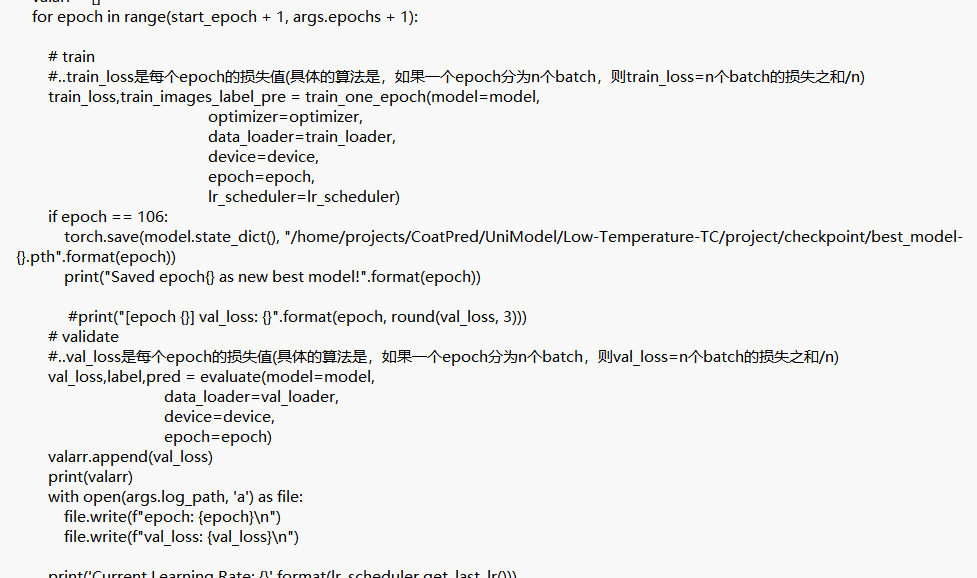 for epoch in range(start_epoch + 1, args.epochs + 1):
# train
#..train_loss是每个epoch的损失值(具体的算法是，如果一个epoch分为n个batch，则train_loss=n个batch的损失之和/n)
train_loss,train_images_label_pre = train_one_epoch(model=model,
optimizer=optimizer,
data_loader=train_loader,
device=device,
epoch=epoch,
lr_scheduler=lr_scheduler)
if epoch == 106:
torch.save(model.state_dict(), "/home/projects/CoatPred/UniModel/Low-Temperature-TC/project/checkpoint/best_model-
{}.pth".format(epoch))
print("Saved epoch{} as new best model!".format(epoch))
#print("[epoch {}] val_loss: {}".format(epoch, round(val_loss, 3)))
# validate
#..val_loss是每个epoch的损失值(具体的算法是，如果一个epoch分为n个batch，则val_loss=n个batch的损失之和/n)
val_loss,label,pred = evaluate(model=model,
data_loader=val_loader,
device=device,
epoch=epoch)
valarr.append(val_loss)
print(valarr)
with open(args.log_path, 'a') as file:
file.write(f"epoch: {epoch}\n")
file.write(f"val_loss: {val_loss}\n")
print('Current Learning Rate: {}'.format(lr_scheduler.get_last_lr()))